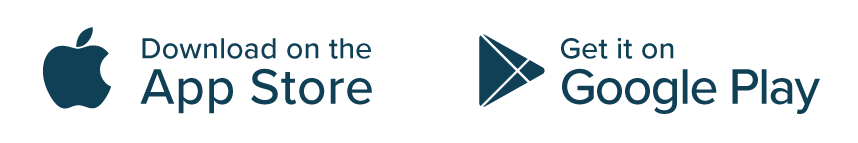 Download on the
App Store
Get it on
Google Play